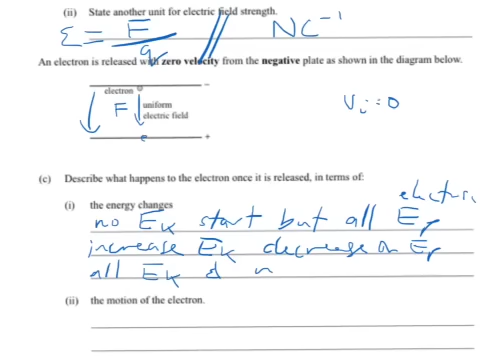 (ii) State another unit for electric field strength.
Ɛ = F / q // NC⁻¹
An electron is released with zero velocity from the negative plate as shown in the diagram below.
electron −
F uniform Vᵢ = 0
electric field
e +
(c) Describe what happens to the electron once it is released, in terms of:
(i) the energy changes
no Eₖ start but all Eₚ
increase Eₖ decrease on Eₚ
all Eₖ
(ii) the motion of the electron.